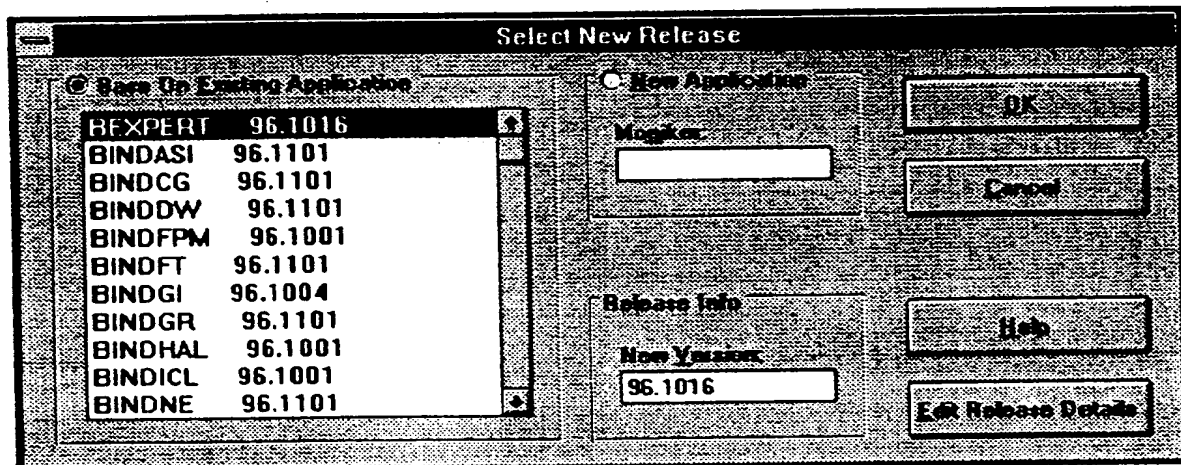 Select New Release
Base On Existing Application
BEXPERT 96.1016
BINDASI 96.1101
BINDCG 96.1101
BINDDW 96.1101
BINDFPM 96.1001
BINDFT 96.1101
BINDGI 96.1004
BINDGR 96.1101
BINDHAL 96.1001
BINDICL 96.1001
BINDNE 96.1101
New Application
Moniker:
Release Info
New Version:
96.1016
OK
Cancel
Help
Edit Release Details